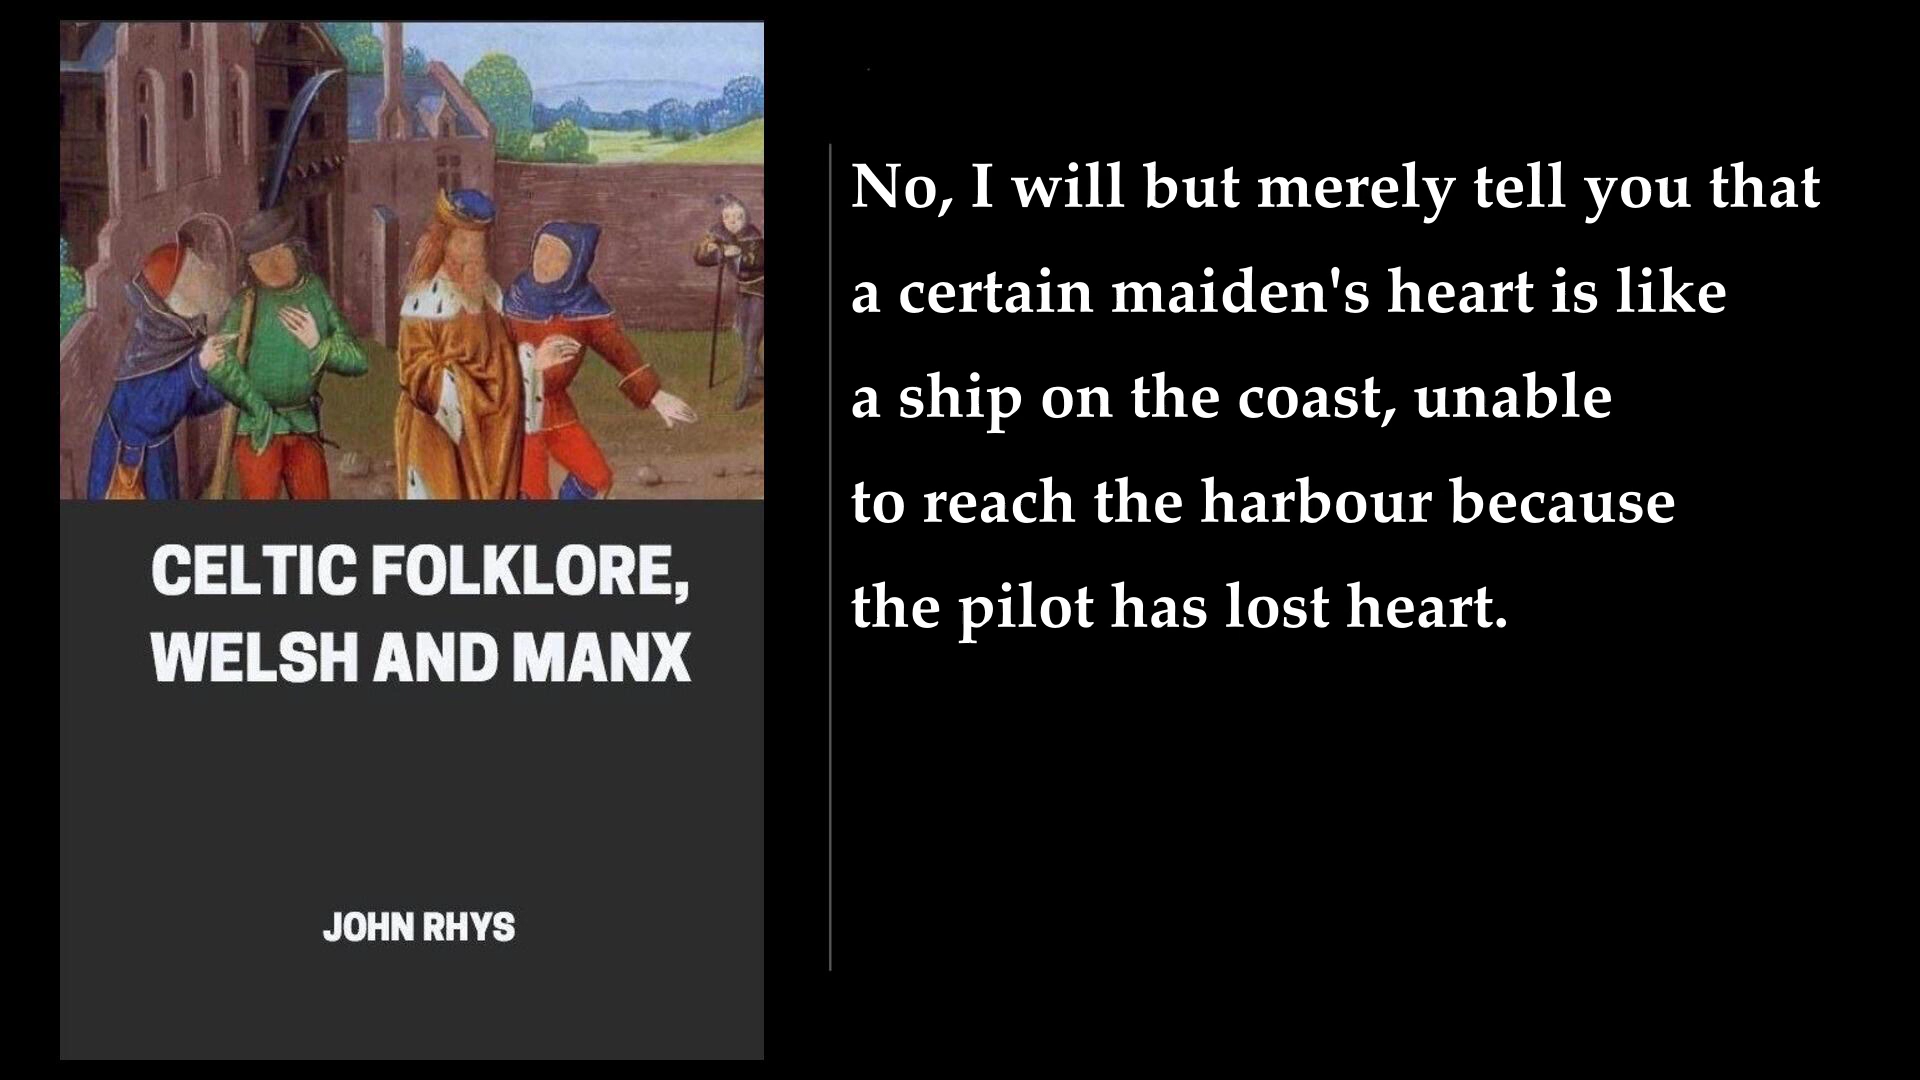 CELTIC FOLKLORE,
WELSH AND MANX
JOHN RHYS
No, I will but merely tell you that
a certain maiden's heart is like
a ship on the coast, unable
to reach the harbour because
the pilot has lost heart.